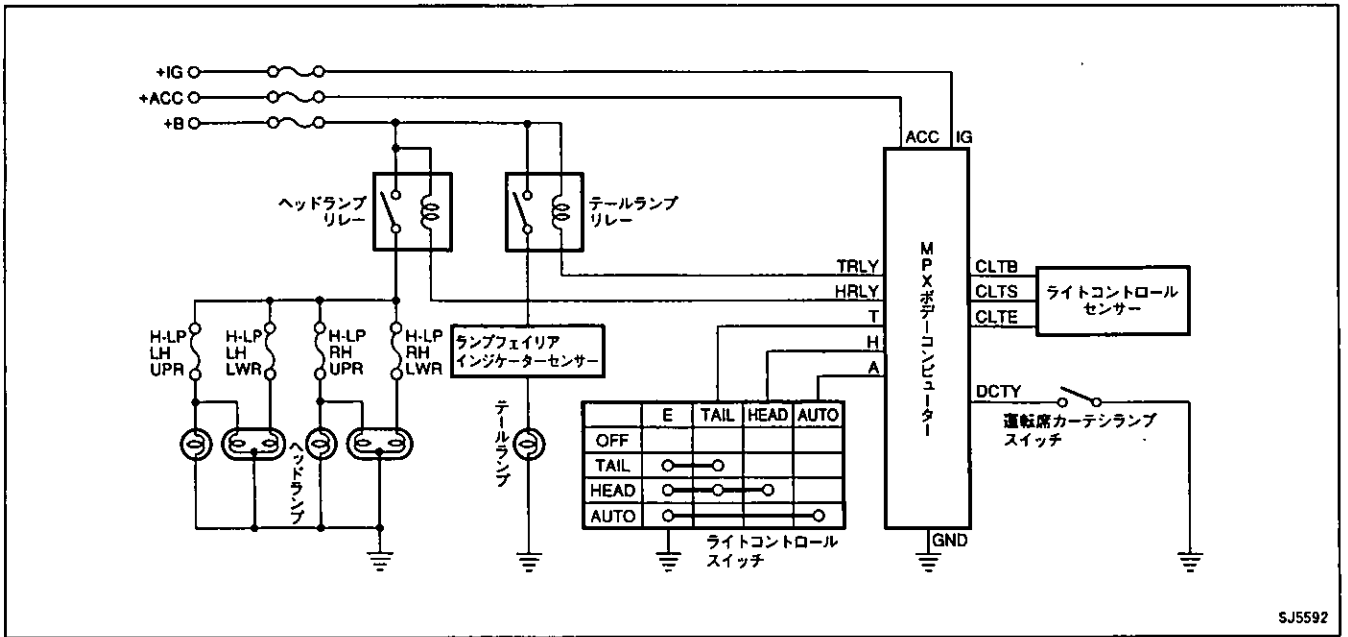 +IG
+ACC
+B
ACC IG
ヘッドランプ
リレー
テールランプ
リレー
MPXボデーコンピューター
TRLY
HRLY
T
H
A
CLTB
CLTS
CLTE
ライトコントロール
センサー
DCTY
運転席カーテシランプ
スイッチ
H-LP
LH
UPR
H-LP
LH
LWR
H-LP
RH
UPR
H-LP
RH
LWR
ランプフェイリア
インジケーターセンサー
ヘッドランプ
テールランプ
E TAIL HEAD AUTO
OFF
TAIL
HEAD
AUTO
ライトコントロール
スイッチ
GND
SJ5592